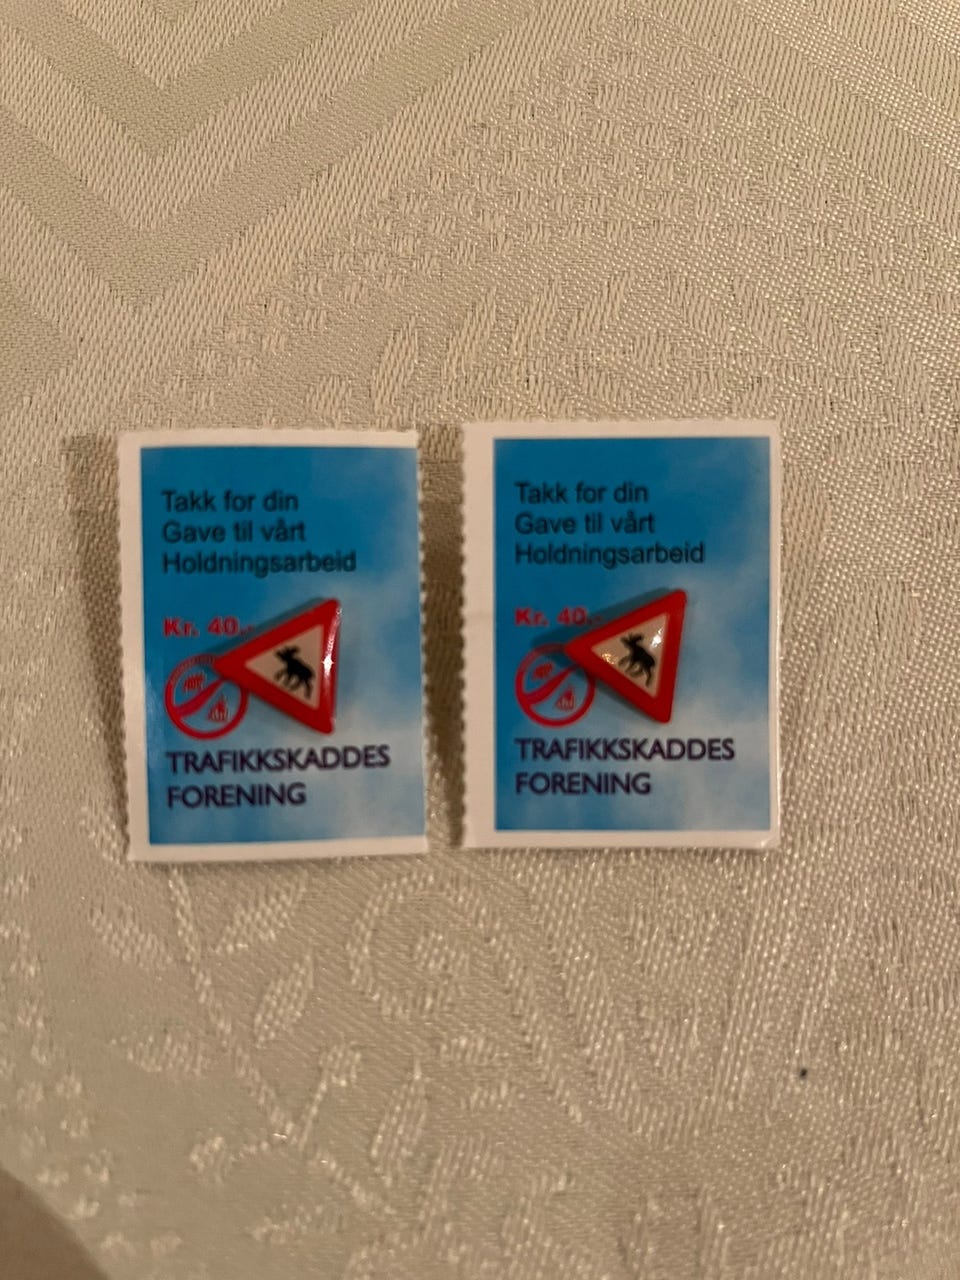 Takk for din
Gave til vårt
Holdningsarbeid
Kr. 40,-
TRAFIKKSKADDES
FORENING
Takk for din
Gave til vårt
Holdningsarbeid
Kr. 40,-
TRAFIKKSKADDES
FORENING